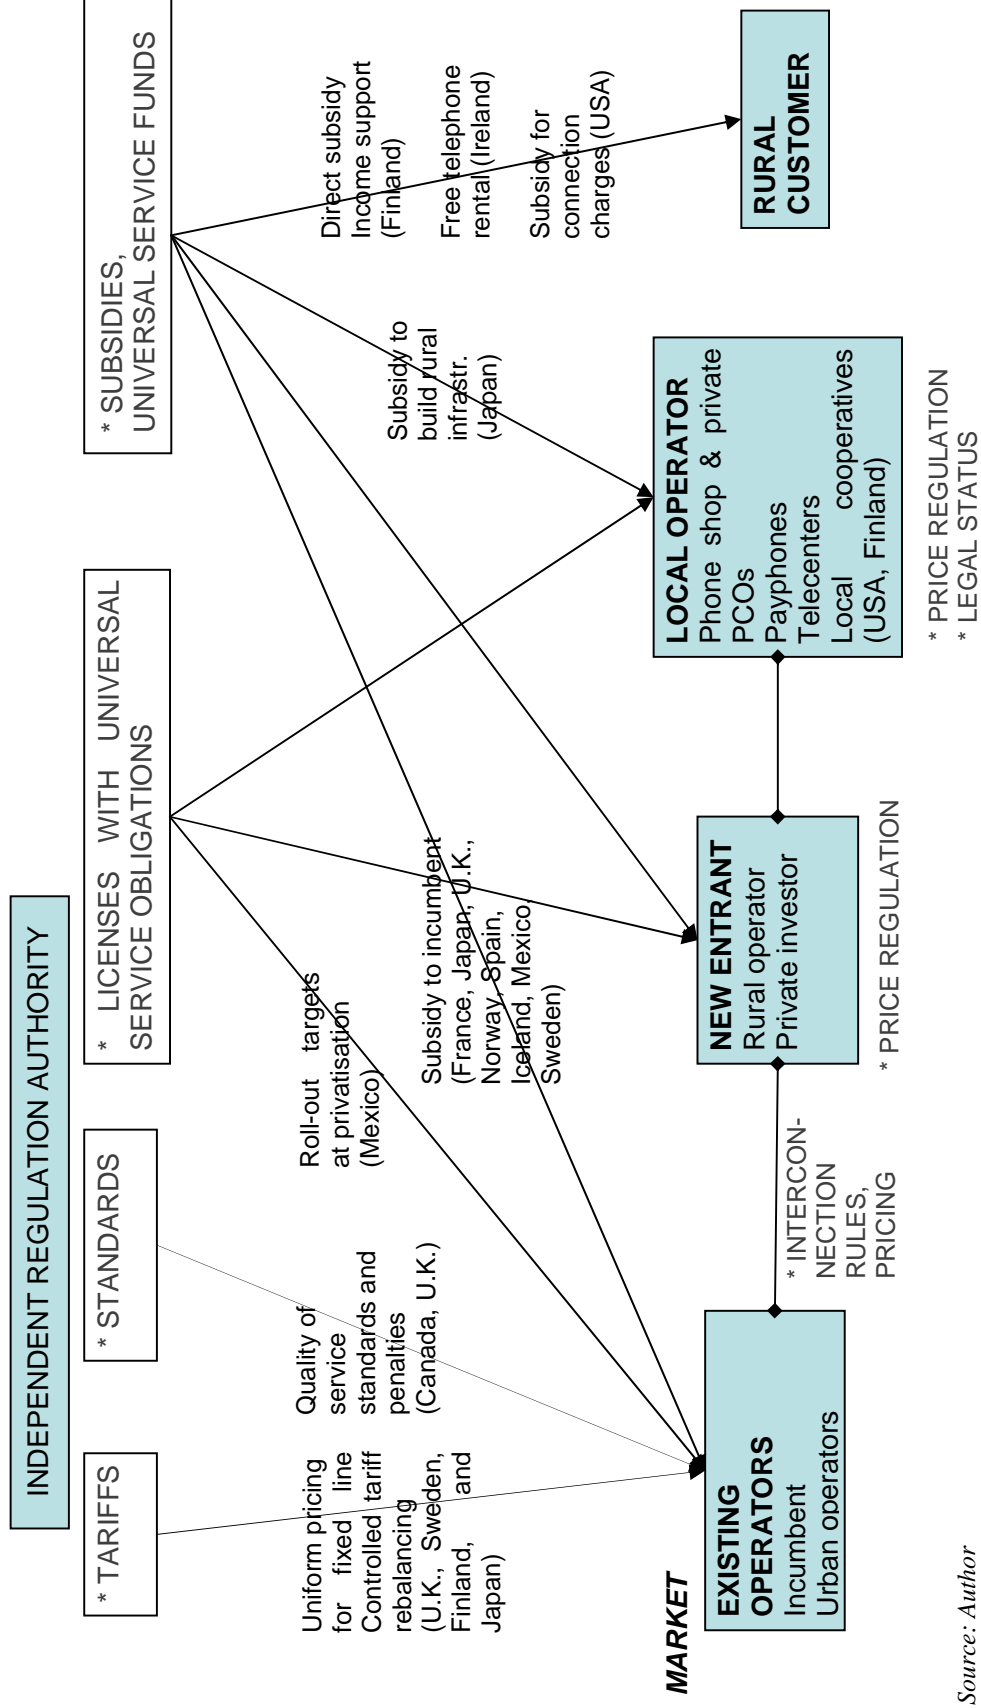 INDEPENDENT REGULATION AUTHORITY
* TARIFFS
* STANDARDS
* LICENSES WITH UNIVERSAL
SERVICE OBLIGATIONS
* SUBSIDIES,
UNIVERSAL SERVICE FUNDS
Uniform pricing
for fixed line
Controlled tariff
rebalancing
(U.K., Sweden,
Finland, and
Japan)
Quality of
service
standards and
penalties
(Canada, U.K.)
Roll-out targets
at privatisation
(Mexico)
Subsidy to incumbent
(France, Japan, U.K.,
Norway, Spain,
Iceland, Mexico,
Sweden)
Subsidy to
build rural
infrastr.
(Japan)
Direct subsidy
Income support
(Finland)
Free telephone
rental (Ireland)
Subsidy for
connection
charges (USA)
MARKET
EXISTING
OPERATORS
Incumbent
Urban operators
* INTERCON-
NECTION
RULES,
PRICING
NEW ENTRANT
Rural operator
Private investor
* PRICE REGULATION
LOCAL OPERATOR
Phone shop & private
PCOs
Payphones
Telecenters
Local cooperatives
(USA, Finland)
* PRICE REGULATION
* LEGAL STATUS
RURAL
CUSTOMER
Source: Author